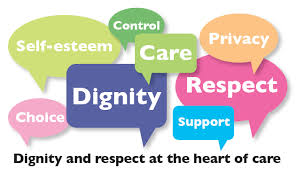 Control
Self-esteem
Care
Privacy
Dignity
Respect
Choice
Support
Dignity and respect at the heart of care